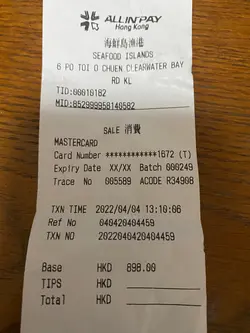 ALLINPAY
Hong Kong
海鮮島漁港
SEAFOOD ISLANDS
6 PO TOI O CHUEN CLEARWATER BAY
RD KL
TID:00010182
MID:852999958140582
SALE 消費
MASTERCARD
Card Number ************1672 (T)
Expiry Date XX/XX Batch 000249
Trace No 005589 ACODE R34908
TXN TIME 2022/04/04 13:10:06
Ref No 040420404459
TXN NO 2022040420404459
Base HKD 898.00
TIPS HKD
Total HKD